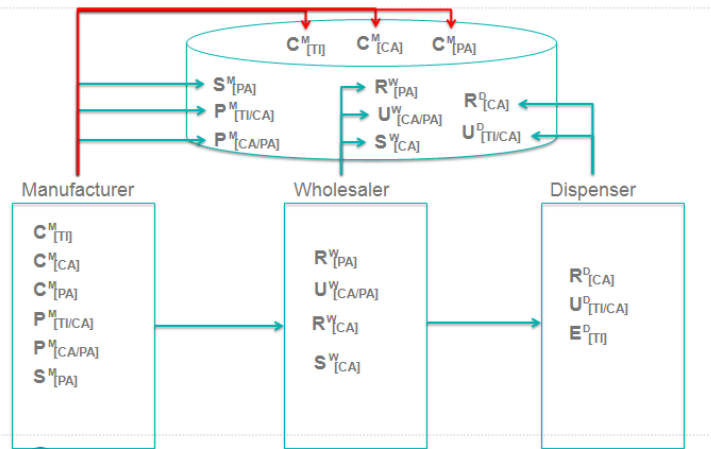 C^M[TI] C^M[CA] C^M[PA]
S^M[PA]
P^M[TI/CA]
P^M[CA/PA]
R^W[PA]
U^W[CA/PA]
S^W[CA]
R^D[CA]
U^D[TI/CA]
Manufacturer
Wholesaler
Dispenser
C^M[TI]
C^M[CA]
C^M[PA]
P^M[TI/CA]
P^M[CA/PA]
S^M[PA]
R^W[PA]
U^W[CA/PA]
R^W[CA]
S^W[CA]
R^D[CA]
U^D[TI/CA]
E^D[TI]